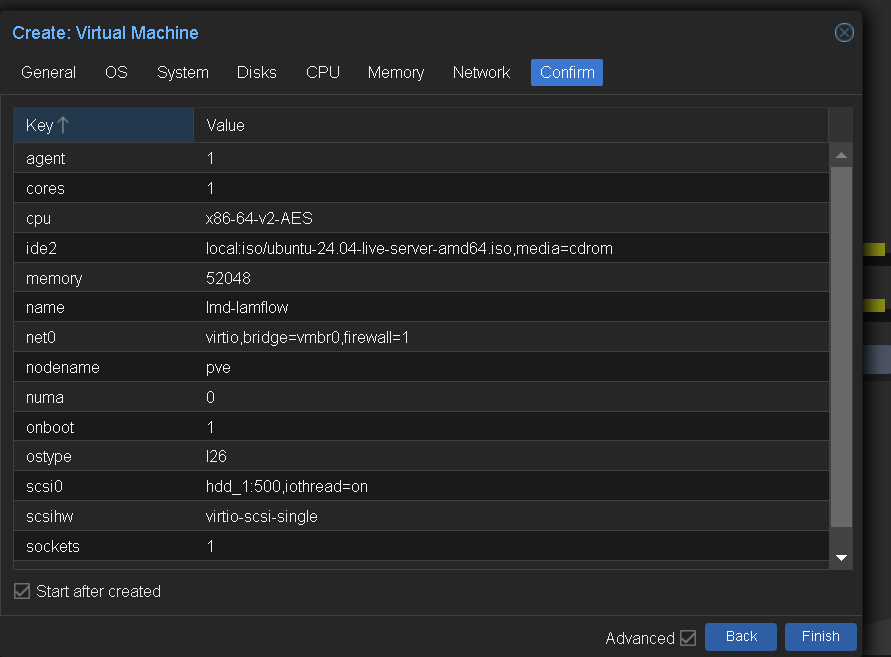 Create: Virtual Machine
General OS System Disks CPU Memory Network Confirm
Key Value
agent 1
cores 1
cpu x86-64-v2-AES
ide2 local:iso/ubuntu-24.04-live-server-amd64.iso,media=cdrom
memory 52048
name lmd-lamflow
net0 virtio,bridge=vmbr0,firewall=1
nodename pve
numa 0
onboot 1
ostype l26
scsi0 hdd_1:500,iothread=on
scsihw virtio-scsi-single
sockets 1
Start after created
Advanced Back Finish